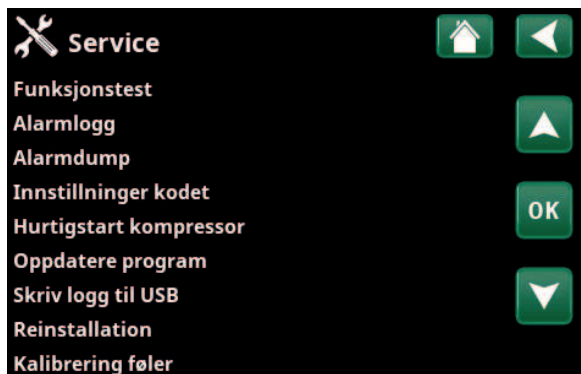 Service
Funksjonstest
Alarmlogg
Alarmdump
Innstillninger kodet
Hurtigstart kompressor
OK
Oppdatere program
Skriv logg til USB
Reinstallation
Kalibrering føler